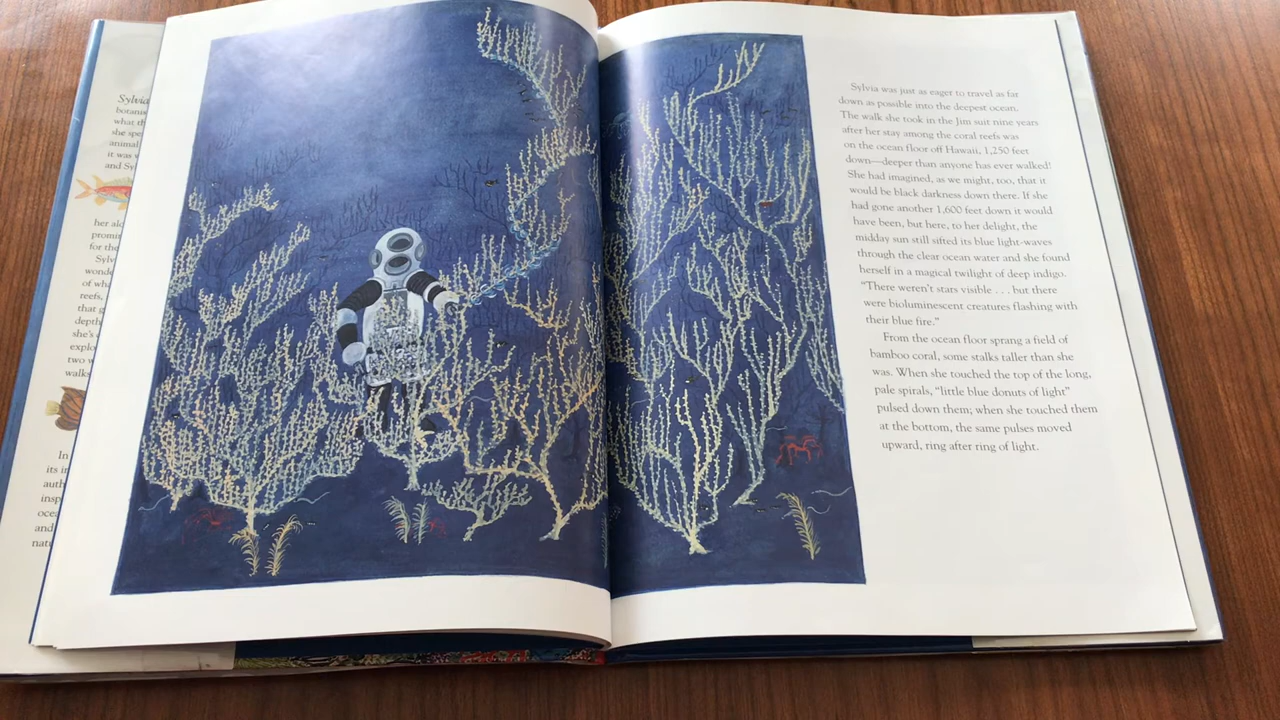 Sylvia
botan
what th
she spe
animal
it was
and Sy
her alo
promi
for the
Sylv
wonde
of wha
reefs,
that g
depth
she's
explo
two w
walks
In
its in
auth
insp
ocea
and
natu
Sylvia was just as eager to travel as far
down as possible into the deepest ocean.
The walk she took in the Jim suit nine years
after her stay among the coral reefs was
on the ocean floor off Hawaii, 1,250 feet
down—deeper than anyone has ever walked!
She had imagined, as we might, too, that it
would be black darkness down there. If she
had gone another 1,600 feet down it would
have been, but here, to her delight, the
midday sun still sifted its blue light-waves
through the clear ocean water and she found
herself in a magical twilight of deep indigo.
“There weren't stars visible . . . but there
were bioluminescent creatures flashing with
their blue fire.”
From the ocean floor sprang a field of
bamboo coral, some stalks taller than she
was. When she touched the top of the long,
pale spirals, “little blue donuts of light”
pulsed down them; when she touched them
at the bottom, the same pulses moved
upward, ring after ring of light.